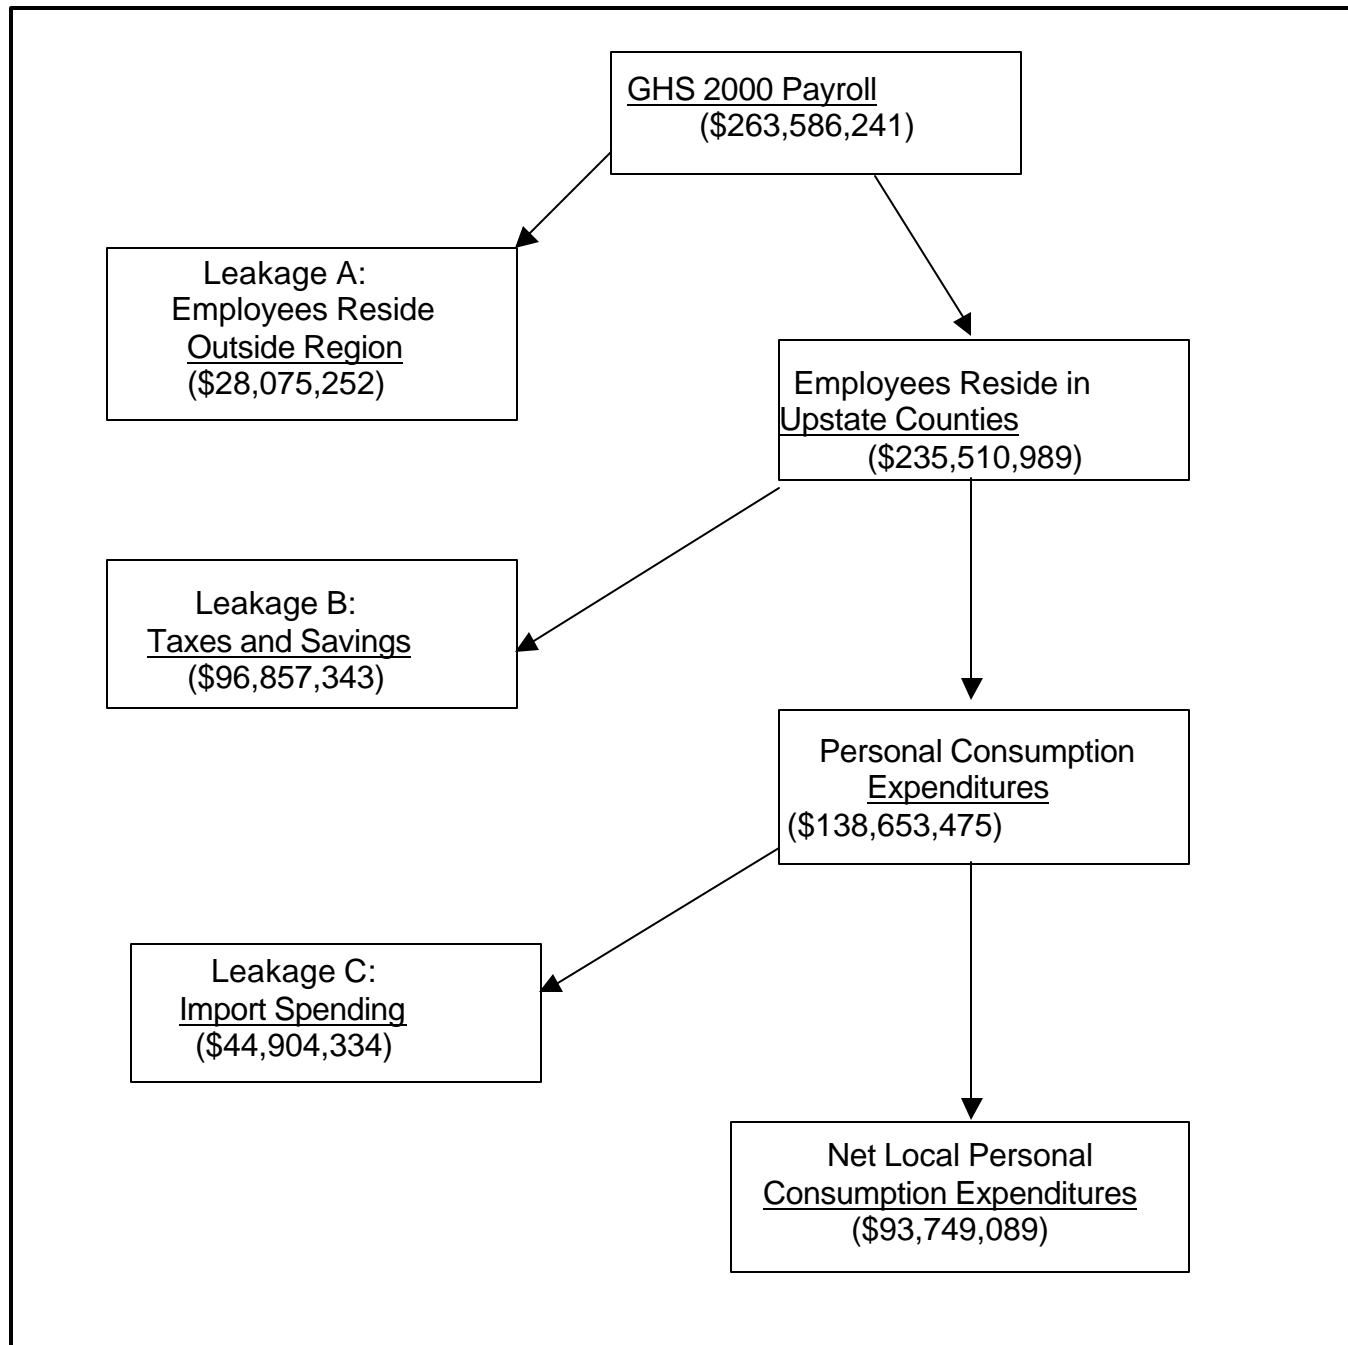 GHS 2000 Payroll
($263,586,241)
Leakage A:
Employees Reside
Outside Region
($28,075,252)
Employees Reside in
Upstate Counties
($235,510,989)
Leakage B:
Taxes and Savings
($96,857,343)
Personal Consumption
Expenditures
($138,653,475)
Leakage C:
Import Spending
($44,904,334)
Net Local Personal
Consumption Expenditures
($93,749,089)